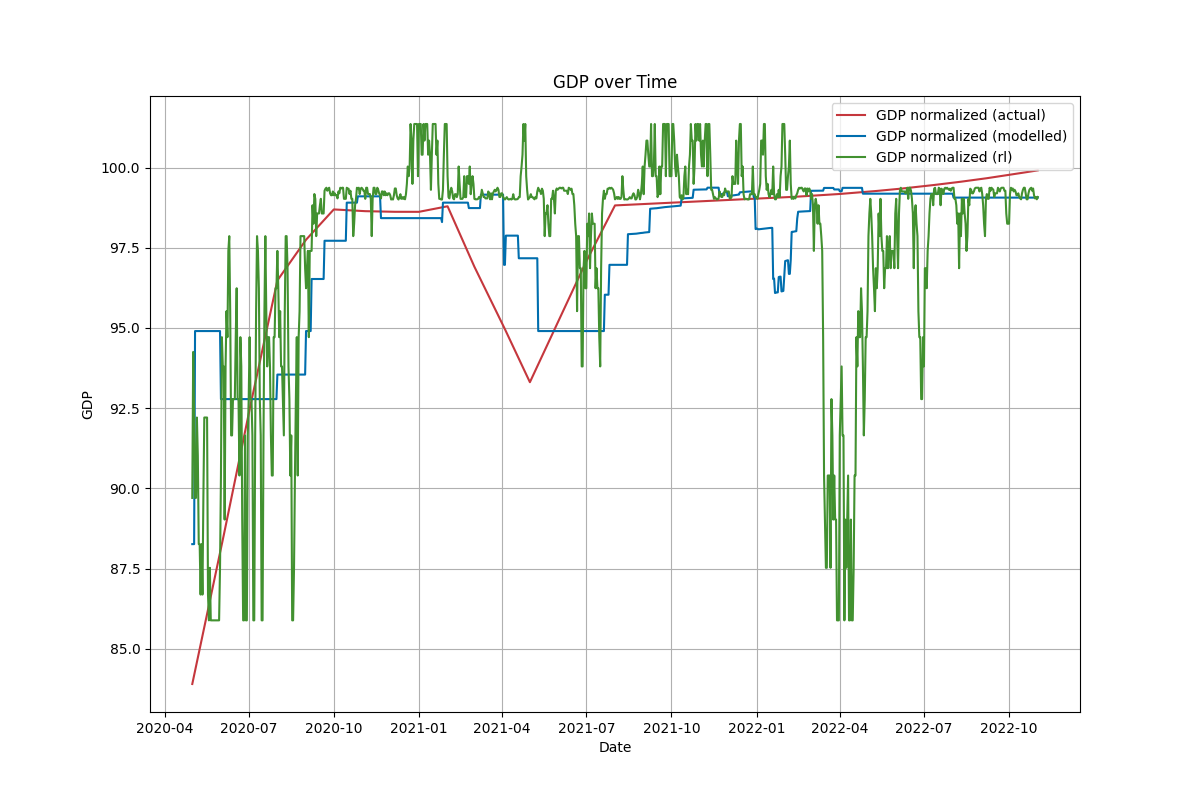 GDP over Time
GDP normalized (actual)
GDP normalized (modelled)
GDP normalized (rl)
100.0
97.5
95.0
92.5
90.0
87.5
85.0
GDP
2020-04 2020-07 2020-10 2021-01 2021-04 2021-07 2021-10 2022-01 2022-04 2022-07 2022-10
Date